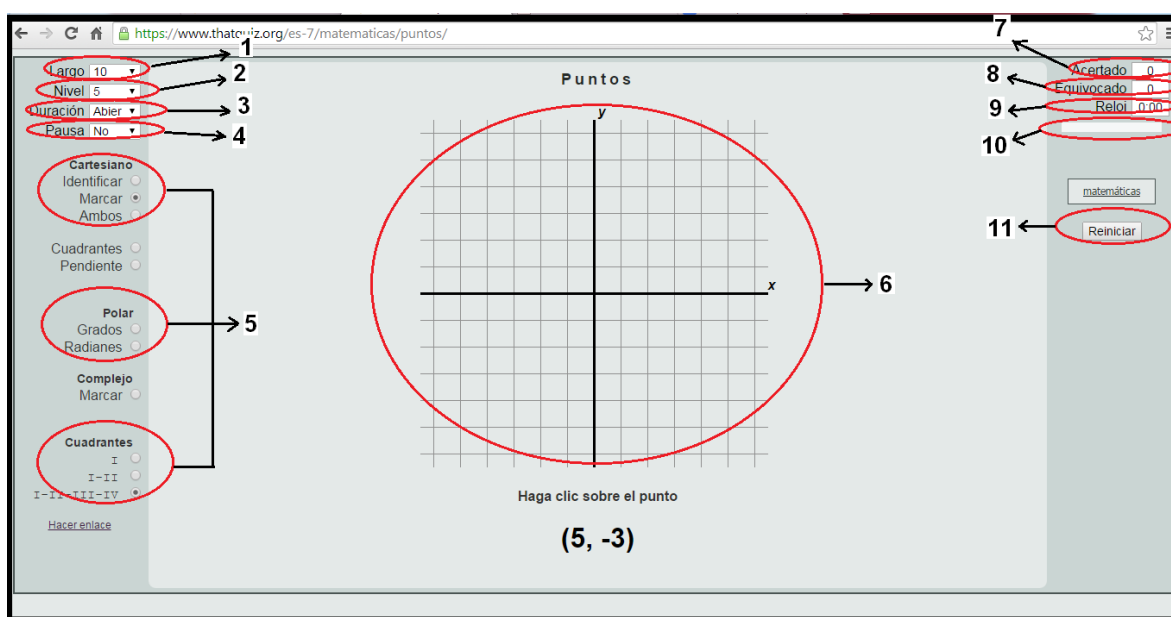 https://www.thatquiz.org/es-7/matematicas/puntos/
1
2
3
4
5
6
7
8
9
10
11
Largo 10
Nivel 5
Duración Abier
Pausa No
Cartesiano
Identificar
Marcar
Ambos
Cuadrantes
Pendiente
Polar
Grados
Radianes
Complejo
Marcar
Cuadrantes
I
I-II
I-II-III-IV
Hacer enlace
Puntos
y
x
Haga clic sobre el punto
(5, -3)
Acertado 0
Equivocado 0
Reloj 0:00
matemáticas
Reiniciar